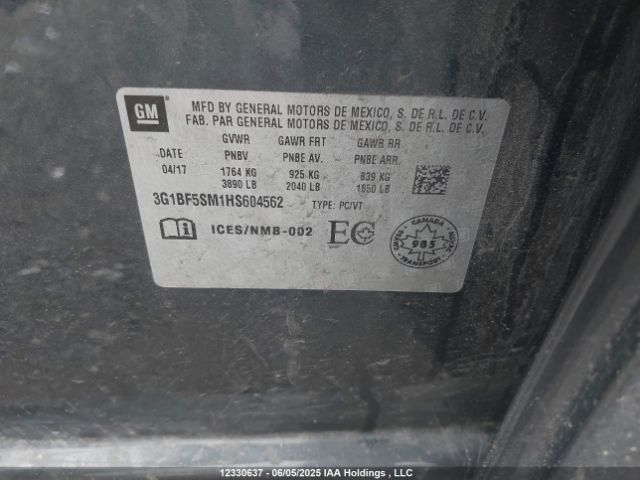 GM
MFD BY GENERAL MOTORS DE MEXICO, S. DE R.L. DE C.V.
FAB. PAR GENERAL MOTORS DE MEXICO, S. DE R.L. DE C.V.
GVWR GAWR FRT GAWR RR
DATE PNBV PNBE AV. PNBE ARR.
04/17 1764 KG 925 KG 839 KG
3890 LB 2040 LB 1850 LB
3G1BF5SM1HS604562 TYPE: PC/VT
ICES/NMB-002 EC
CANADA
985
12330637 - 06/05/2025 IAA Holdings , LLC